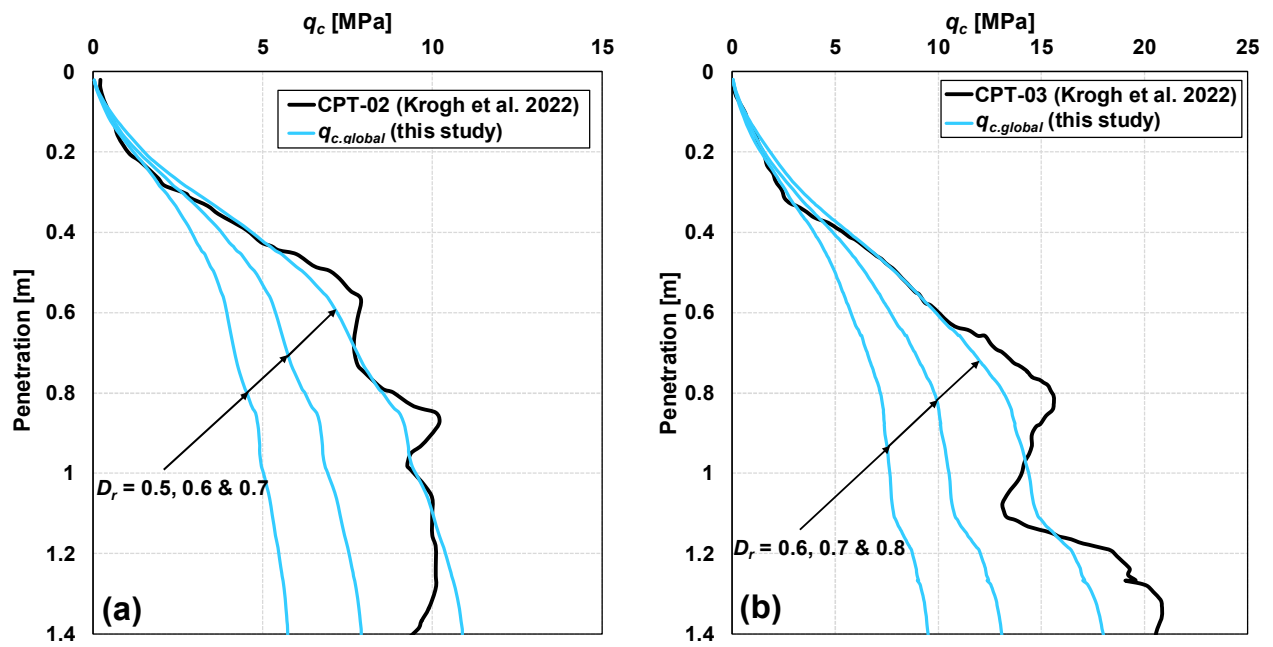 q_c [MPa]
0 5 10 15
0
0.2
0.4
0.6
0.8
1
1.2
1.4
Penetration [m]
CPT-02 (Krogh et al. 2022)
q_c.global (this study)
D_r = 0.5, 0.6 & 0.7
(a)
q_c [MPa]
0 5 10 15 20 25
0
0.2
0.4
0.6
0.8
1
1.2
1.4
Penetration [m]
CPT-03 (Krogh et al. 2022)
q_c.global (this study)
D_r = 0.6, 0.7 & 0.8
(b)